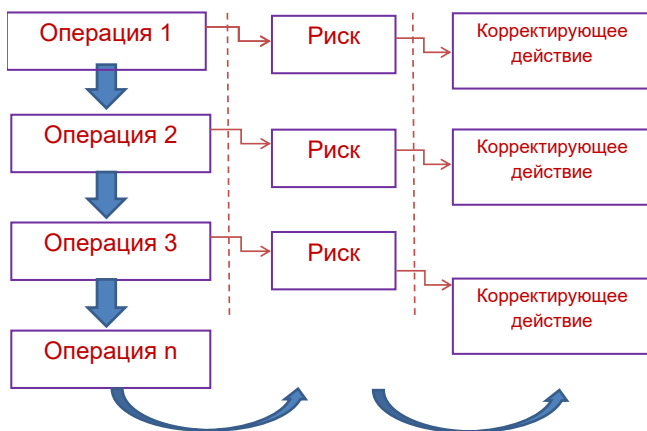 Операция 1
Риск
Корректирующее
действие
Операция 2
Риск
Корректирующее
действие
Операция 3
Риск
Корректирующее
действие
Операция n